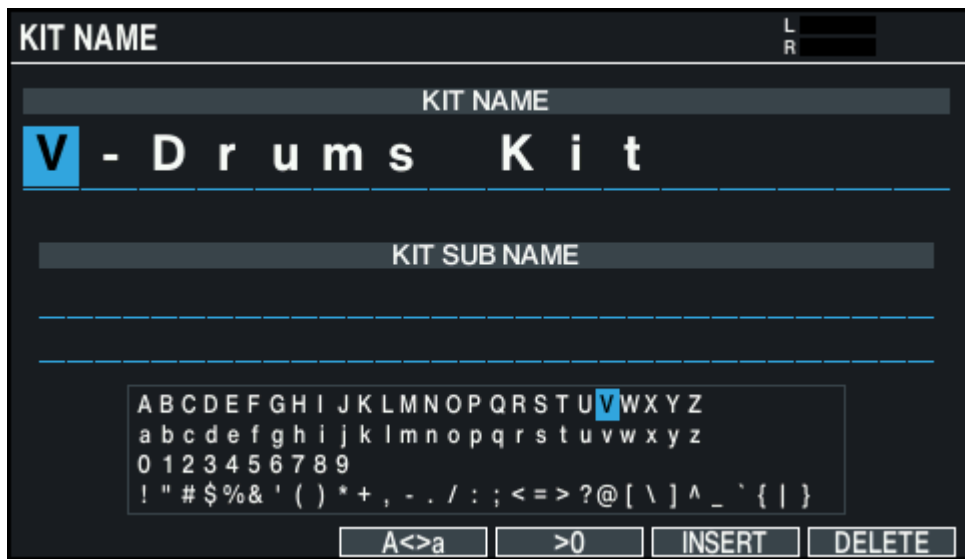 KIT NAME
L
R
KIT NAME
V-Drums Kit
KIT SUB NAME
A B C D E F G H I J K L M N O P Q R S T U V W X Y Z
a b c d e f g h i j k l m n o p q r s t u v w x y z
0 1 2 3 4 5 6 7 8 9
! " # $ % & ' ( ) * + , - . / : ; < = > ? @ [ \ ] ^ _ ` { | }
A<>a >0 INSERT DELETE